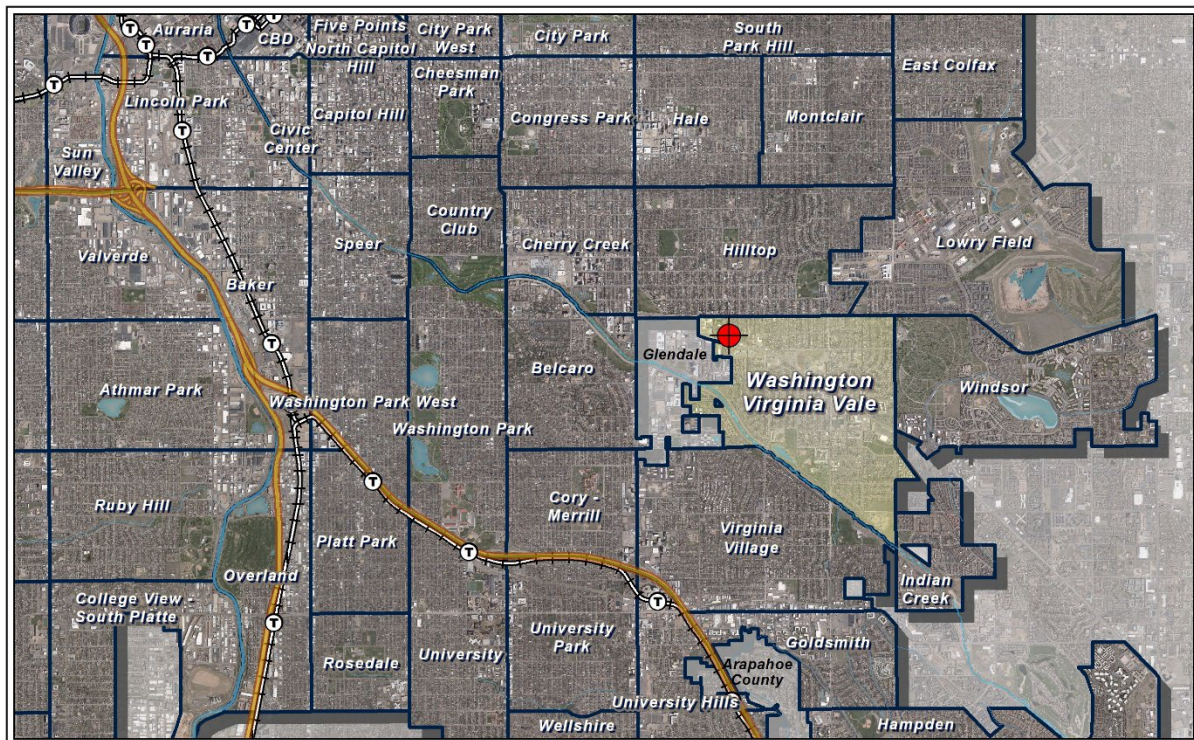 Auraria
CBD
Five Points
North Capitol
Hill
City Park
West
City Park
South
Park Hill
East Colfax
Lincoln Park
Capitol Hill
Cheesman
Park
Congress Park
Hale
Montclair
Civic
Center
Sun
Valley
Country
Club
Speer
Cherry Creek
Hilltop
Lowry Field
Valverde
Baker
Glendale
Belcaro
Washington
Virginia Vale
Windsor
Athmar Park
Washington Park West
Washington Park
Ruby Hill
Platt Park
Cory -
Merrill
Virginia
Village
Overland
Indian
Creek
College View -
South Platte
University
Park
Goldsmith
Rosedale
University
Arapahoe
County
University Hills
Wellshire
Hampden
T
T
T
T
T
T
T
T
T
T
T
T